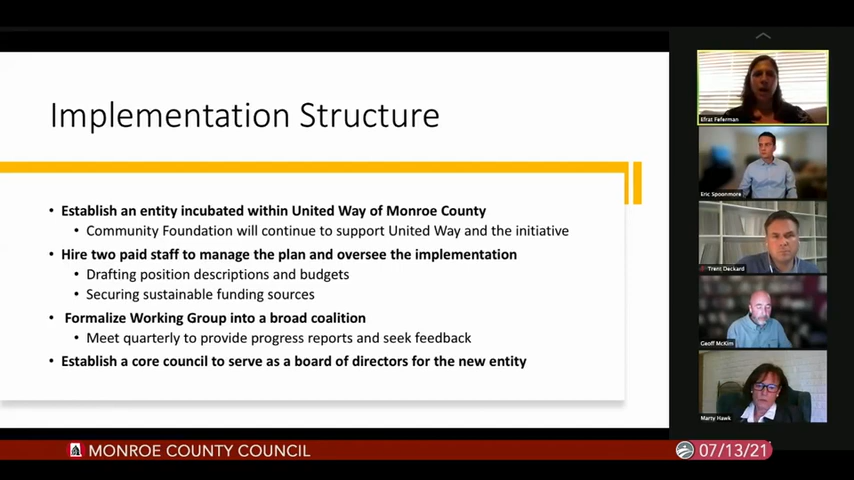 Implementation Structure
• Establish an entity incubated within United Way of Monroe County
• Community Foundation will continue to support United Way and the initiative
• Hire two paid staff to manage the plan and oversee the implementation
• Drafting position descriptions and budgets
• Securing sustainable funding sources
• Formalize Working Group into a broad coalition
• Meet quarterly to provide progress reports and seek feedback
• Establish a core council to serve as a board of directors for the new entity
Efrat Feferman
Eric Spoonmore
Trent Deckard
Geoff McKim
Marty Hawk
MONROE COUNTY COUNCIL
07/13/21